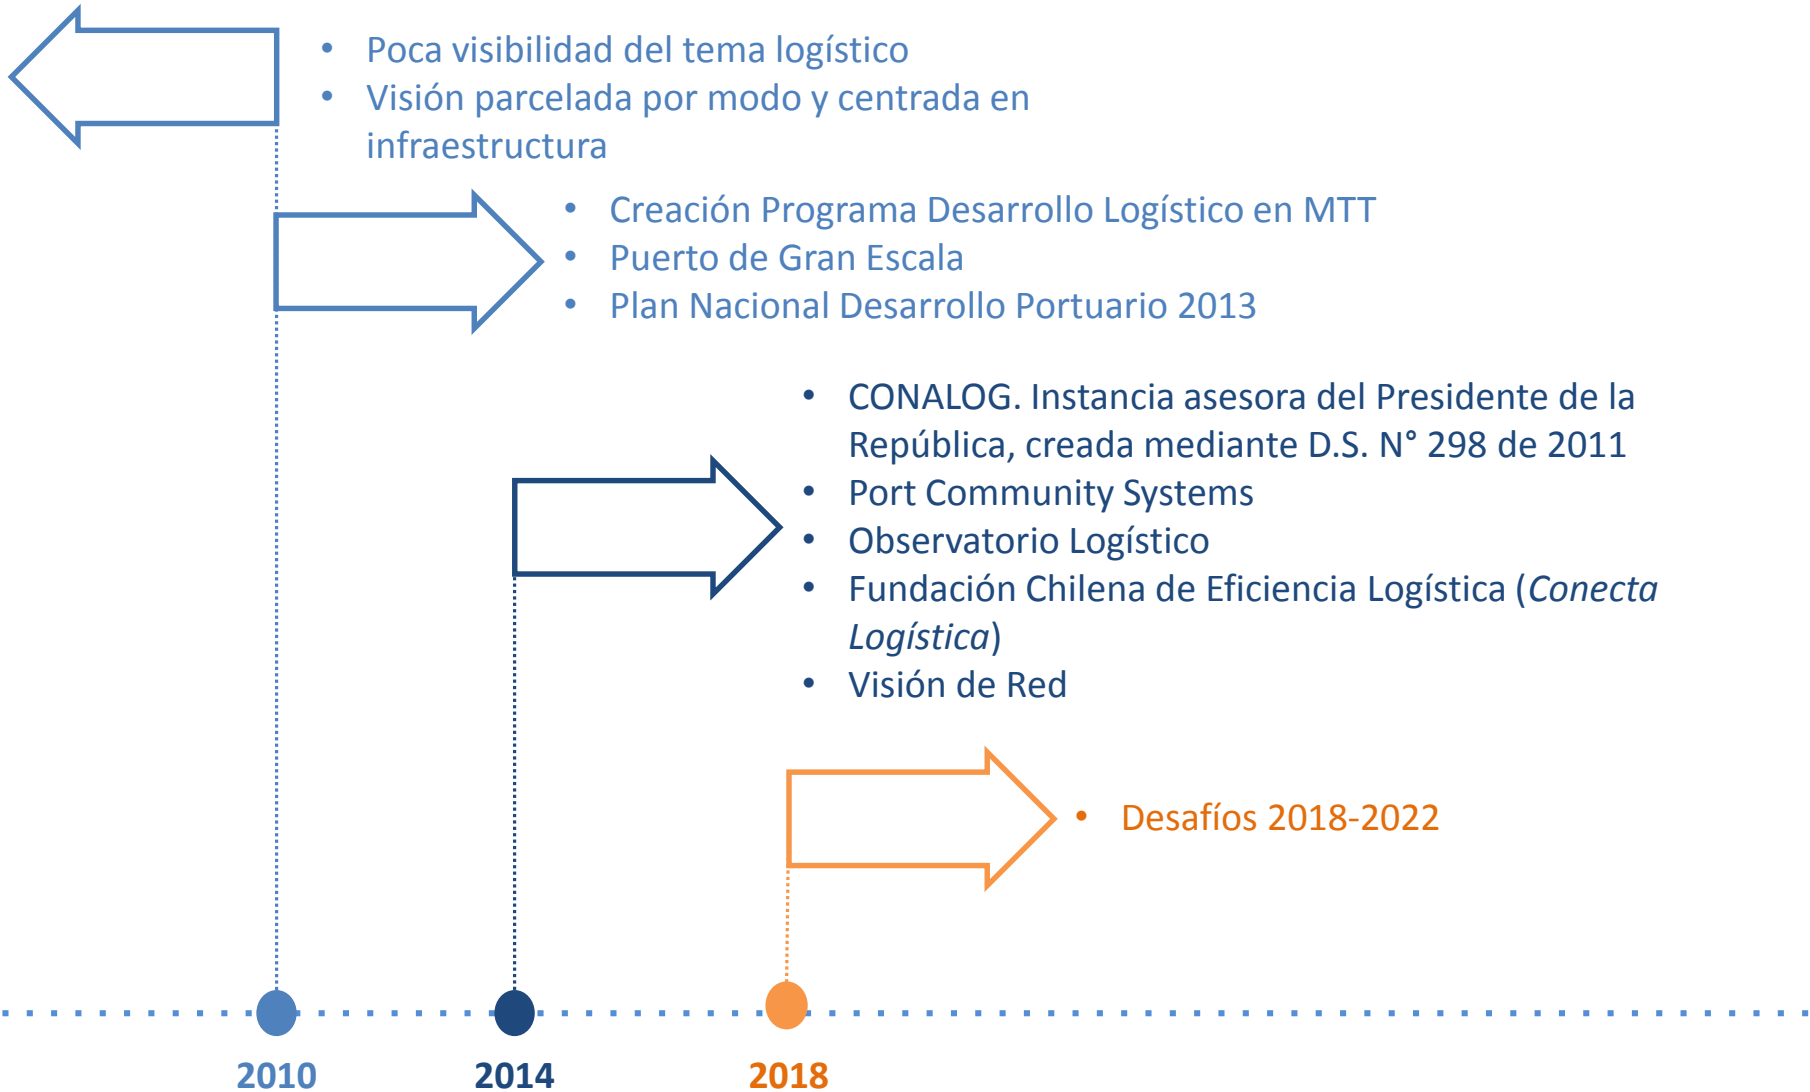 • Poca visibilidad del tema logístico
• Visión parcelada por modo y centrada en
infraestructura
• Creación Programa Desarrollo Logístico en MTT
• Puerto de Gran Escala
• Plan Nacional Desarrollo Portuario 2013
• CONALOG. Instancia asesora del Presidente de la
República, creada mediante D.S. N° 298 de 2011
• Port Community Systems
• Observatorio Logístico
• Fundación Chilena de Eficiencia Logística (Conecta
Logística)
• Visión de Red
• Desafíos 2018-2022
2010 2014 2018